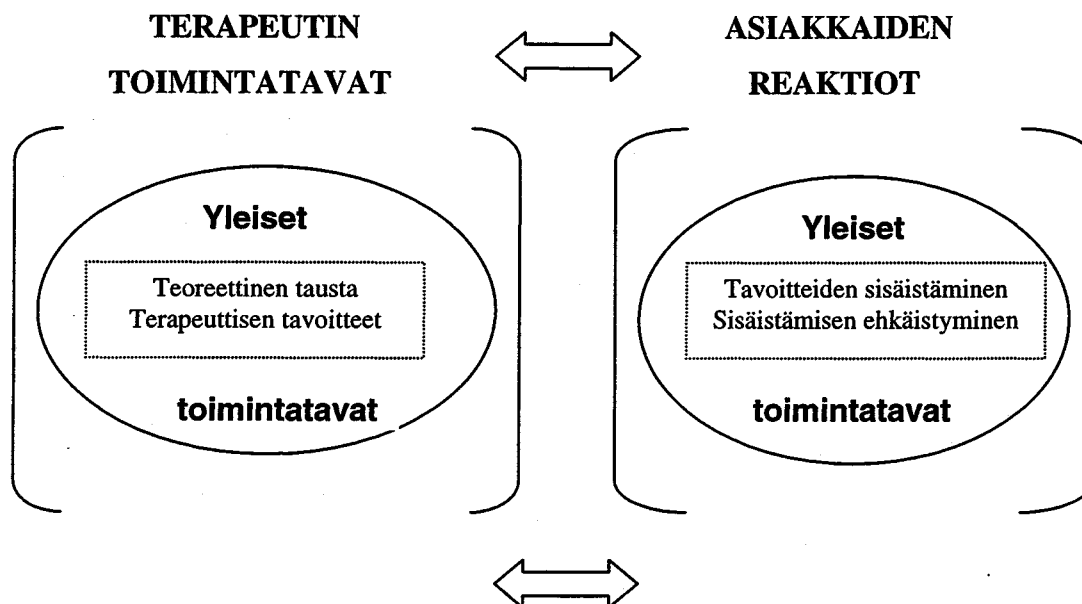 TERAPEUTIN
TOIMINTATAVAT
ASIAKKAIDEN
REAKTIOT
Yleiset
Teoreettinen tausta
Terapeuttisen tavoitteet
toimintatavat
Yleiset
Tavoitteiden sisäistäminen
Sisäistämisen ehkäistyminen
toimintatavat